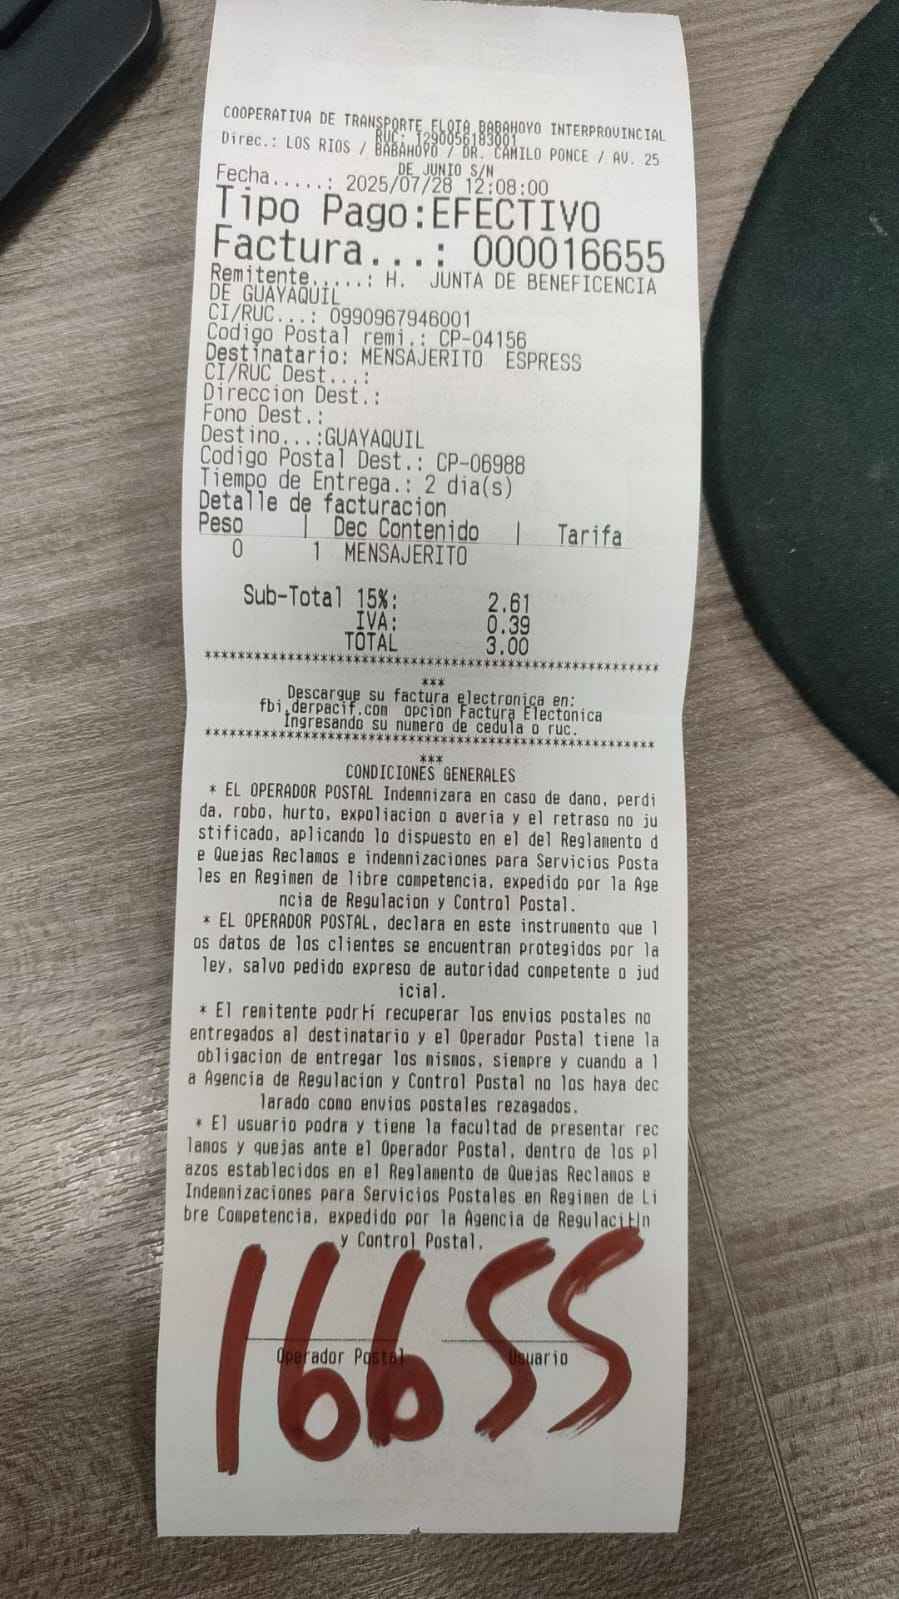 COOPERATIVA DE TRANSPORTE FLOTA BABAHOYO INTERPROVINCIAL
RUC: 1290056183001
Direc.: LOS RIOS / BABAHOYO / DR. CAMILO PONCE / AV. 25
DE JUNIO S/N
Fecha.....: 2025/07/28 12:08:00
Tipo Pago:EFECTIVO
Factura...: 000016655
Remitente.....: H. JUNTA DE BENEFICENCIA
DE GUAYAQUIL
CI/RUC...: 0990967946001
Codigo Postal remi.: CP-04156
Destinatario: MENSAJERITO ESPRESS
CI/RUC Dest...:
Direccion Dest.:
Fono Dest.:
Destino...:GUAYAQUIL
Codigo Postal Dest.: CP-06988
Tiempo de Entrega.: 2 dia(s)
Detalle de facturacion
Peso | Dec Contenido | Tarifa
0 1 MENSAJERITO
Sub-Total 15%: 2.61
IVA: 0.39
TOTAL 3.00
***********************************************************
***
Descargue su factura electronica en:
fbi.derpacif.com opcion Factura Electonica
Ingresando su numero de cedula o ruc.
***********************************************************
***
CONDICIONES GENERALES
* EL OPERADOR POSTAL Indemnizara en caso de dano, perdi
da, robo, hurto, expoliacion o averia y el retraso no ju
stificado, aplicando lo dispuesto en el del Reglamento d
e Quejas Reclamos e indemnizaciones para Servicios Posta
les en Regimen de libre competencia, expedido por la Age
ncia de Regulacion y Control Postal.
* EL OPERADOR POSTAL, declara en este instrumento que l
os datos de los clientes se encuentran protegidos por la
ley, salvo pedido expreso de autoridad competente o jud
icial.
* El remitente podr├í recuperar los envios postales no
entregados al destinatario y el Operador Postal tiene la
obligacion de entregar los mismos, siempre y cuando a l
a Agencia de Regulacion y Control Postal no los haya dec
larado como envios postales rezagados.
* El usuario podra y tiene la facultad de presentar rec
lamos y quejas ante el Operador Postal, dentro de los pl
azos establecidos en el Reglamento de Quejas Reclamos e
Indemnizaciones para Servicios Postales en Regimen de Li
bre Competencia, expedido por la Agencia de Regulaci├│n
y Control Postal.
16655
Operador Postal Usuario